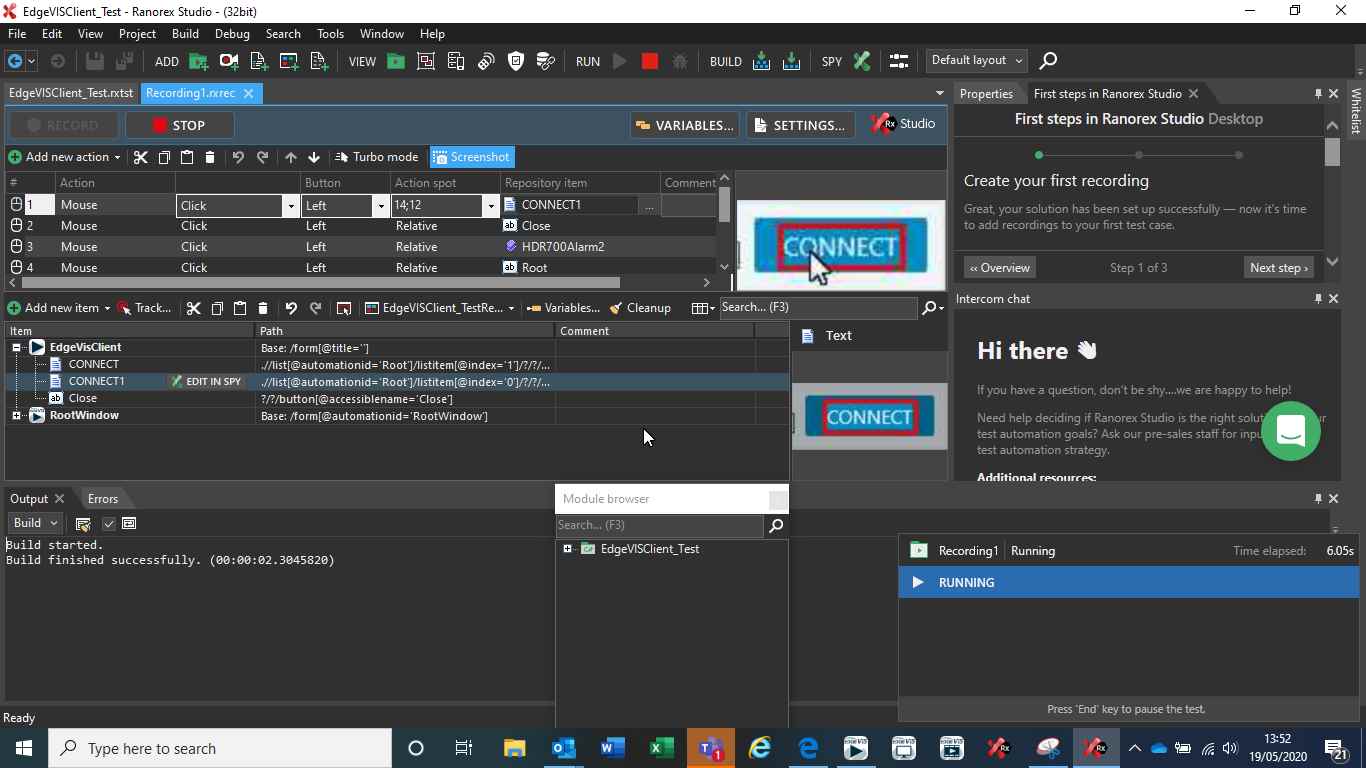 EdgeVISClient_Test - Ranorex Studio - (32bit)
File Edit View Project Build Debug Search Tools Window Help
ADD VIEW RUN BUILD SPY Default layout
EdgeVISClient_Test.rxtst Recording1.rxrec
RECORD STOP VARIABLES... SETTINGS... Rx Studio
Add new action Turbo mode Screenshot
# Action Button Action spot Repository item Comment
1 Mouse Click Left 14;12 CONNECT1 ...
2 Mouse Click Left Relative Close
3 Mouse Click Left Relative HDR700Alarm2
4 Mouse Click Left Relative Root
CONNECT
Add new item Track... EdgeVISClient_TestRe... Variables... Cleanup Search... (F3)
Item Path Comment
EdgeVisClient Base: /form[@title='']
CONNECT .//list[@automationid='Root']/listitem[@index='1']/?/?/...
CONNECT1 EDIT IN SPY .//list[@automationid='Root']/listitem[@index='0']/?/?/...
Close ?/?/button[@accessiblename='Close']
RootWindow Base: /form[@automationid='RootWindow']
Text
CONNECT
Properties First steps in Ranorex Studio
Whitelist
First steps in Ranorex Studio Desktop
Create your first recording
Great, your solution has been set up successfully — now it's time
to add recordings to your first test case.
‹‹ Overview Step 1 of 3 Next step ›
Intercom chat
Hi there
If you have a question, don't be shy....we are happy to help!
Need help deciding if Ranorex Studio is the right
test automation goals? Ask our pre-sales staff for
test automation strategy.
Additional resources:
Output Errors
Build
Build started.
Build finished successfully. (00:00:02.3045820)
Module browser
Search... (F3)
EdgeVISClient_Test
Recording1 Running Time elapsed: 6.05s
RUNNING
Press 'End' key to pause the test.
Ready
Type here to search
1
13:52
19/05/2020
21